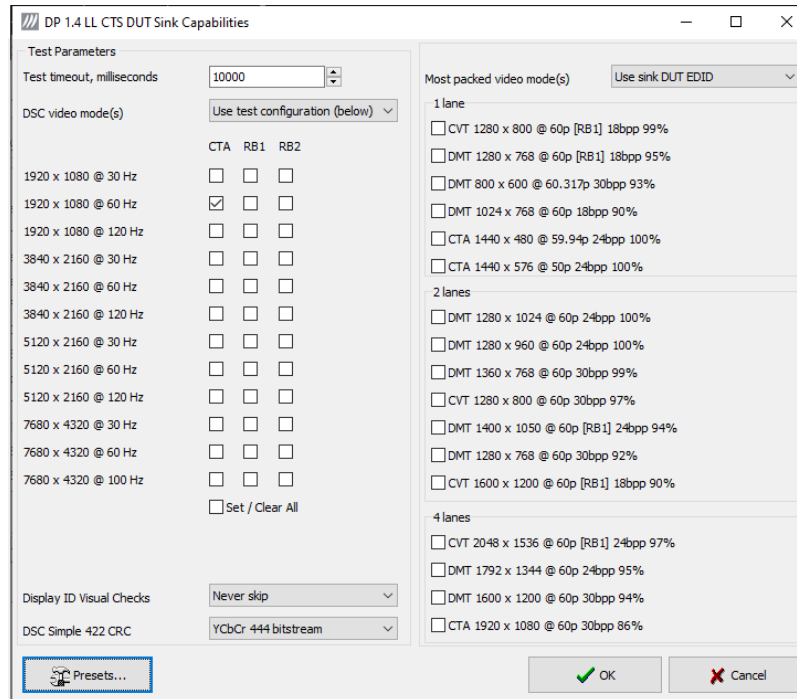 DP 1.4 LL CTS DUT Sink Capabilities
Test Parameters
Test timeout, milliseconds 10000
DSC video mode(s) Use test configuration (below)
CTA RB1 RB2
1920 x 1080 @ 30 Hz
1920 x 1080 @ 60 Hz
1920 x 1080 @ 120 Hz
3840 x 2160 @ 30 Hz
3840 x 2160 @ 60 Hz
3840 x 2160 @ 120 Hz
5120 x 2160 @ 30 Hz
5120 x 2160 @ 60 Hz
5120 x 2160 @ 120 Hz
7680 x 4320 @ 30 Hz
7680 x 4320 @ 60 Hz
7680 x 4320 @ 100 Hz
Set / Clear All
Display ID Visual Checks Never skip
DSC Simple 422 CRC YCbCr 444 bitstream
Most packed video mode(s) Use sink DUT EDID
1 lane
CVT 1280 x 800 @ 60p [RB1] 18bpp 99%
DMT 1280 x 768 @ 60p [RB1] 18bpp 95%
DMT 800 x 600 @ 60.317p 30bpp 93%
DMT 1024 x 768 @ 60p 18bpp 90%
CTA 1440 x 480 @ 59.94p 24bpp 100%
CTA 1440 x 576 @ 50p 24bpp 100%
2 lanes
DMT 1280 x 1024 @ 60p 24bpp 100%
DMT 1280 x 960 @ 60p 24bpp 100%
DMT 1360 x 768 @ 60p 30bpp 99%
CVT 1280 x 800 @ 60p 30bpp 97%
DMT 1400 x 1050 @ 60p [RB1] 24bpp 94%
DMT 1280 x 768 @ 60p 30bpp 92%
CVT 1600 x 1200 @ 60p [RB1] 18bpp 90%
4 lanes
CVT 2048 x 1536 @ 60p [RB1] 24bpp 97%
DMT 1792 x 1344 @ 60p 24bpp 95%
DMT 1600 x 1200 @ 60p 30bpp 94%
CTA 1920 x 1080 @ 60p 30bpp 86%
Presets... OK Cancel